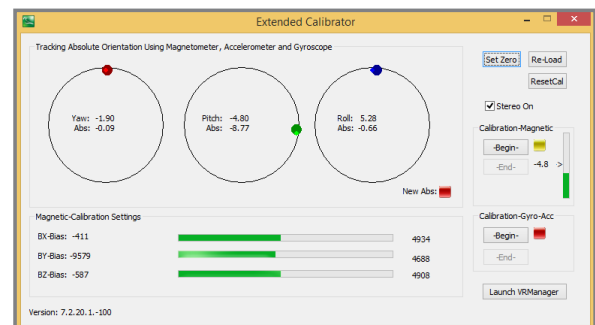 Extended Calibrator
Tracking Absolute Orientation Using Magnetometer, Accelerometer and Gyroscope
Yaw: -1.90
Abs: -0.09
Pitch: -4.80
Abs: -8.77
Roll: 5.28
Abs: -0.66
New Abs:
Set Zero
Re-Load
ResetCal
Stereo On
Calibration-Magnetic
-Begin-
-End-
-4.8 ->
Magnetic-Calibration Settings
BX-Bias: -411
4934
BY-Bias: -9579
4688
BZ-Bias: -587
4908
Calibration-Gyro-Acc
-Begin-
-End-
Launch VRManager
Version: 7.2.20.1.-100